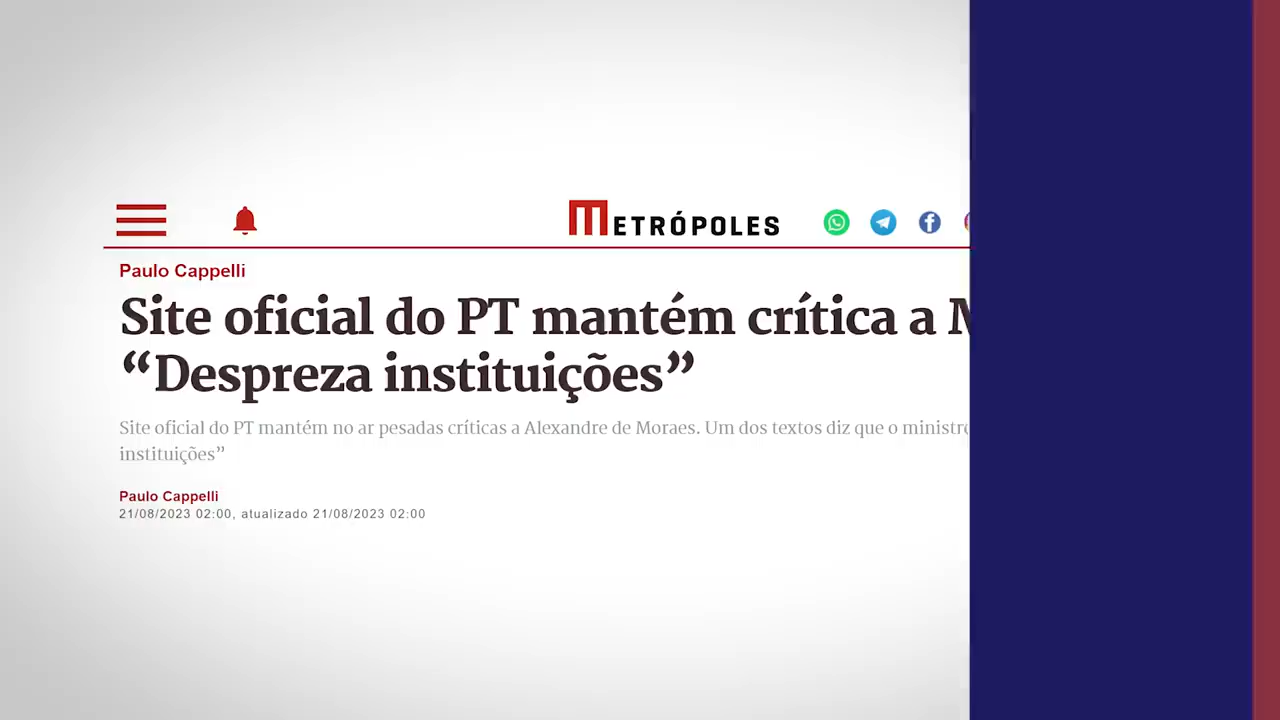 METRÓPOLES
Paulo Cappelli
Site oficial do PT mantém crítica a
“Despreza instituições”
Site oficial do PT mantém no ar pesadas críticas a Alexandre de Moraes. Um dos textos diz que o ministro
instituições”
Paulo Cappelli
21/08/2023 02:00, atualizado 21/08/2023 02:00